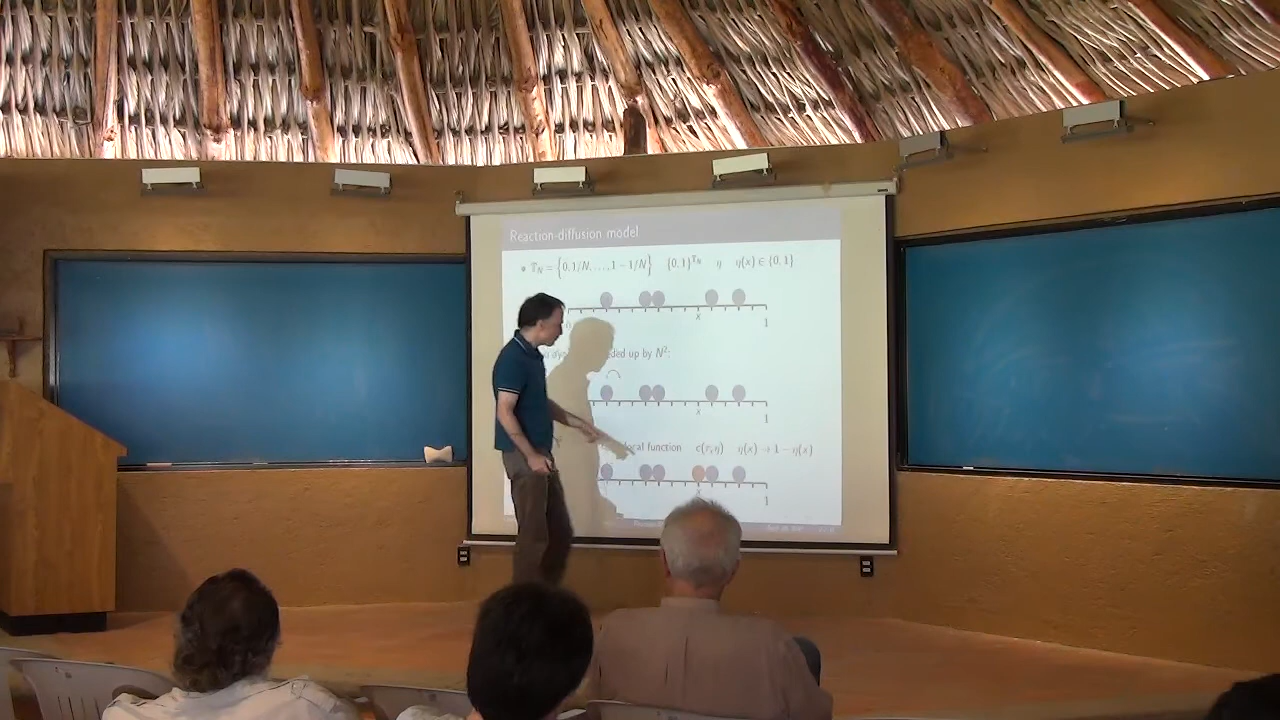 Reaction-diffusion model
• 𝕋_N = {0, 1/N, ..., 1 − 1/N} {0, 1}^{𝕋_N} η η(x) ∈ {0, 1}
x 1
up by N²:
x 1
local function c(τ, η) η(x) → 1 − η(x)
1